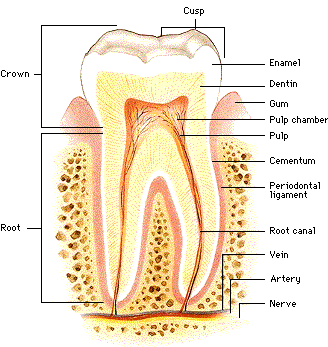 Cusp
Crown
Enamel
Dentin
Gum
Pulp chamber
Pulp
Cementum
Periodontal
ligament
Root
Root canal
Vein
Artery
Nerve